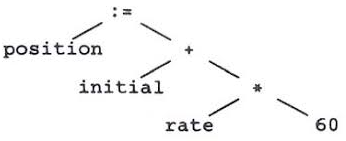 :=
position +
initial *
rate 60